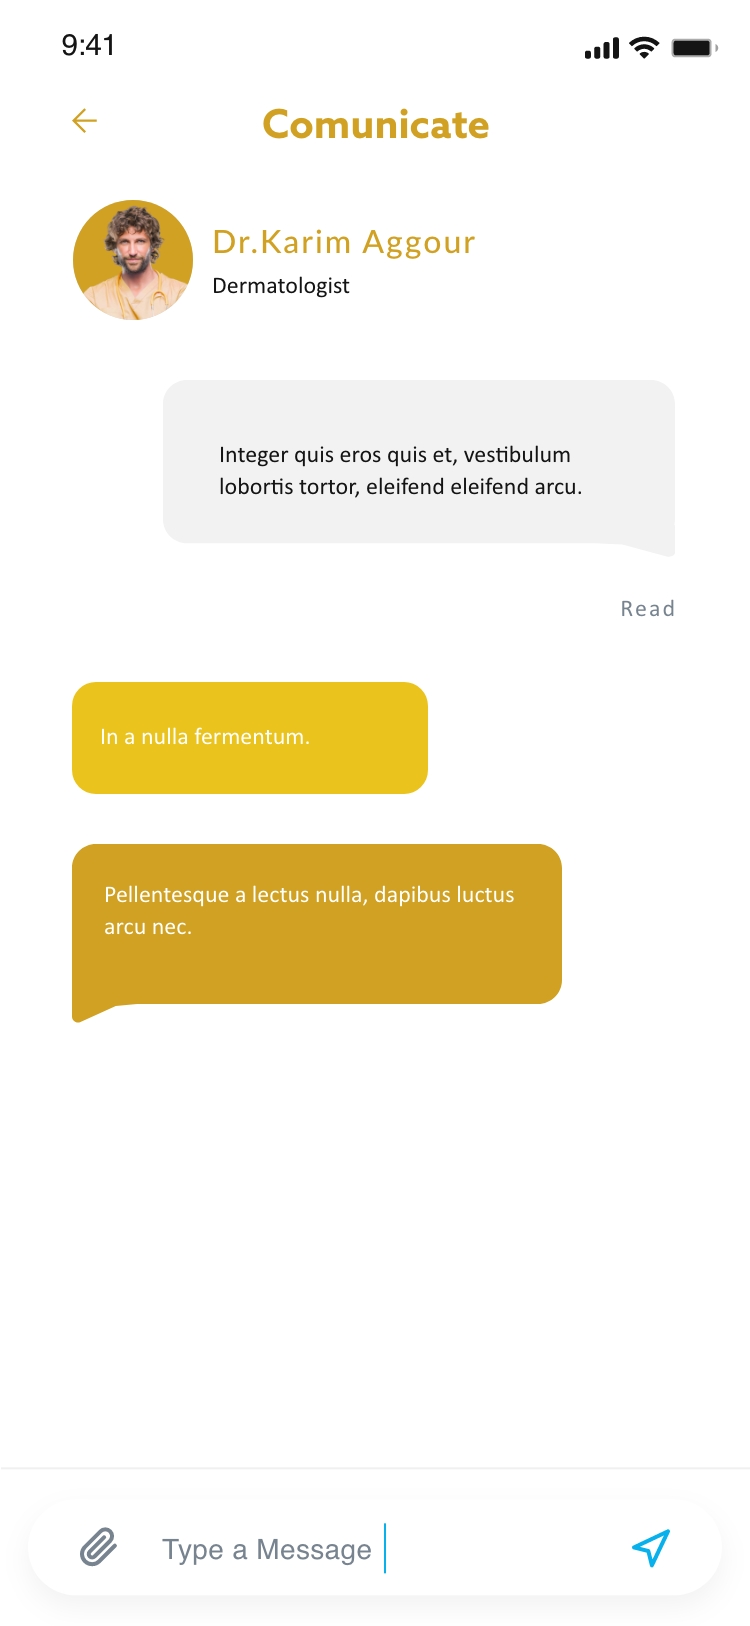 9:41
Comunicate
Dr.Karim Aggour
Dermatologist
Integer quis eros quis et, vestibulum
lobortis tortor, eleifend eleifend arcu.
Read
In a nulla fermentum.
Pellentesque a lectus nulla, dapibus luctus
arcu nec.
Type a Message